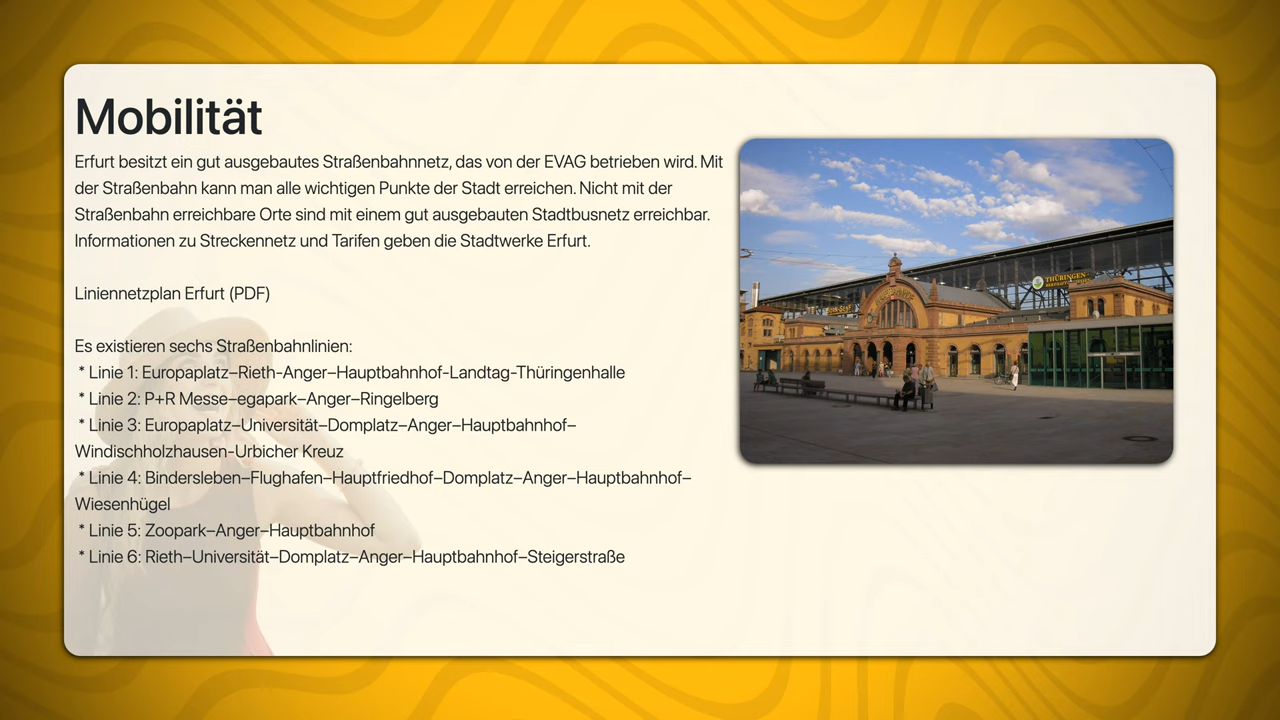 Mobilität
Erfurt besitzt ein gut ausgebautes Straßenbahnnetz, das von der EVAG betrieben wird. Mit
der Straßenbahn kann man alle wichtigen Punkte der Stadt erreichen. Nicht mit der
Straßenbahn erreichbare Orte sind mit einem gut ausgebauten Stadtbusnetz erreichbar.
Informationen zu Streckennetz und Tarifen geben die Stadtwerke Erfurt.
Liniennetzplan Erfurt (PDF)
Es existieren sechs Straßenbahnlinien:
* Linie 1: Europaplatz–Rieth-Anger–Hauptbahnhof-Landtag-Thüringenhalle
* Linie 2: P+R Messe–egapark–Anger–Ringelberg
* Linie 3: Europaplatz–Universität–Domplatz–Anger–Hauptbahnhof–
Windischholzhausen-Urbicher Kreuz
* Linie 4: Bindersleben–Flughafen–Hauptfriedhof–Domplatz–Anger–Hauptbahnhof–
Wiesenhügel
* Linie 5: Zoopark–Anger–Hauptbahnhof
* Linie 6: Rieth–Universität–Domplatz–Anger–Hauptbahnhof–Steigerstraße
THÜRINGEN